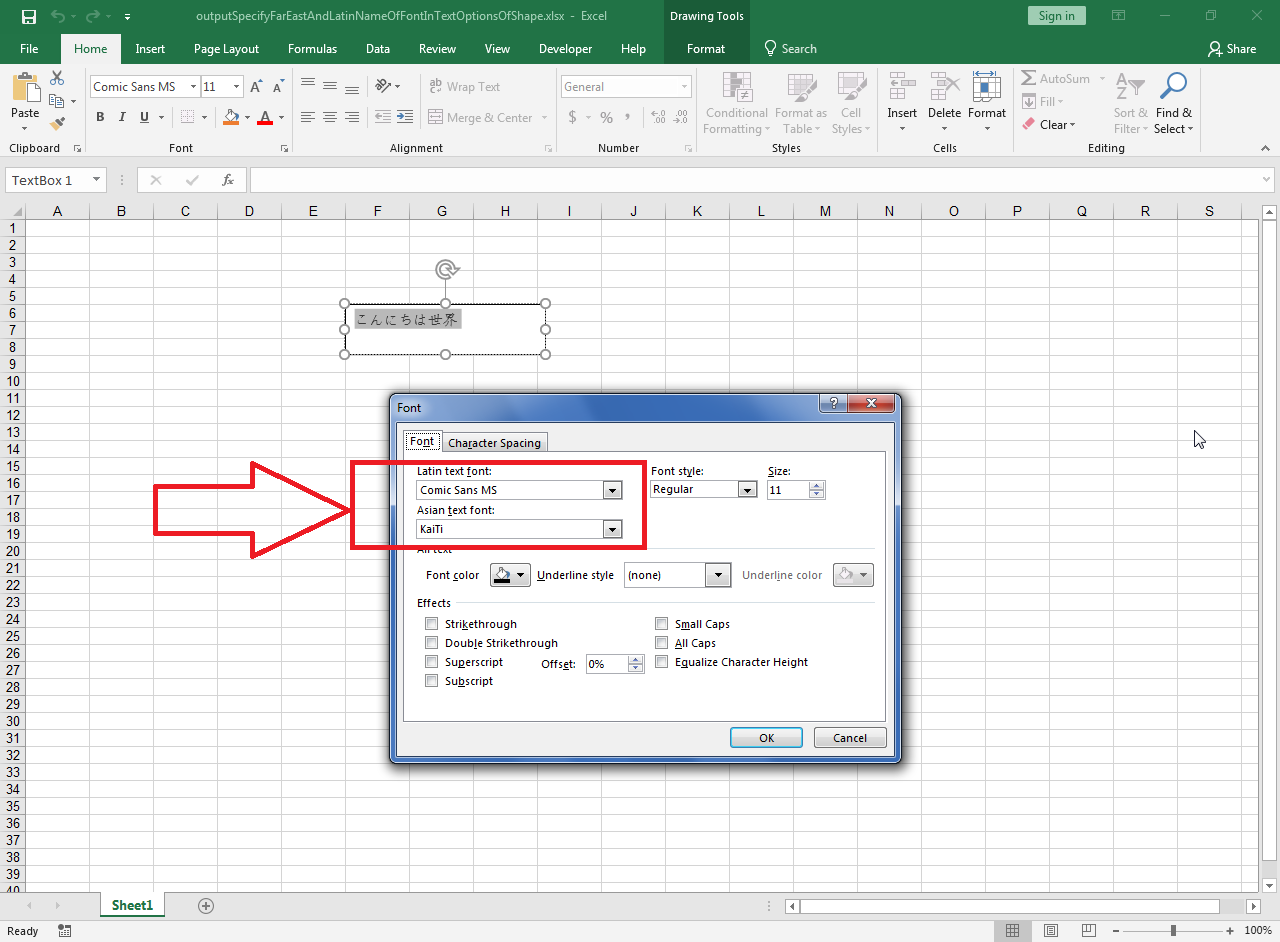 outputSpecifyFarEastAndLatinNameOfFontInTextOptionsOfShape.xlsx - Excel
Drawing Tools
Sign in
File Home Insert Page Layout Formulas Data Review View Developer Help Format Search Share
Comic Sans MS 11 A A ab Wrap Text General
Paste B I U A Merge & Center $ % , .00 .00
Conditional Formatting Format as Table Cell Styles
Insert Delete Format
AutoSum
Fill
Clear
Sort & Filter Find & Select
Clipboard Font Alignment Number Styles Cells Editing
TextBox 1 fx
A B C D E F G H I J K L M N O P Q R S
1
2
3
4
5
6
7
8
9
10
11
12
13
14
15
16
17
18
19
20
21
22
23
24
25
26
27
28
29
30
31
32
33
34
35
36
37
38
39
40
こんにちは世界
Font ?
Font Character Spacing
Latin text font: Font style: Size:
Comic Sans MS Regular 11
Asian text font:
KaiTi
All text
Font color Underline style (none) Underline color
Effects
Strikethrough Small Caps
Double Strikethrough All Caps
Superscript Offset: 0% Equalize Character Height
Subscript
OK Cancel
Sheet1
Ready 100%